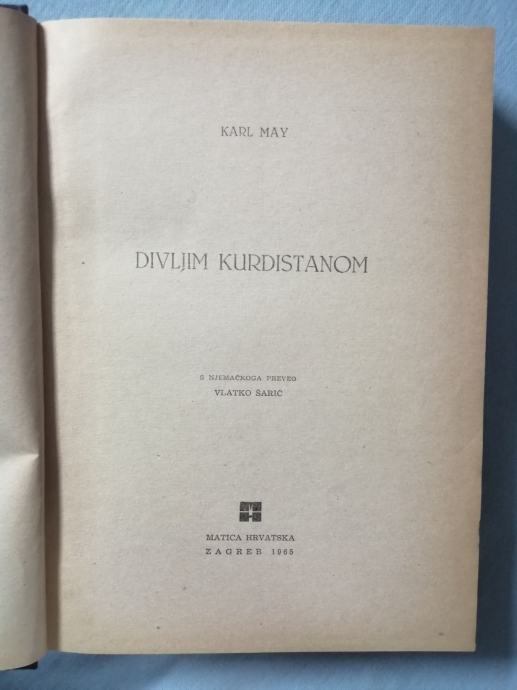 KARL MAY
DIVLJIM KURDISTANOM
S NJEMAČKOGA PREVEO
VLATKO ŠARIĆ
MATICA HRVATSKA
ZAGREB 1965